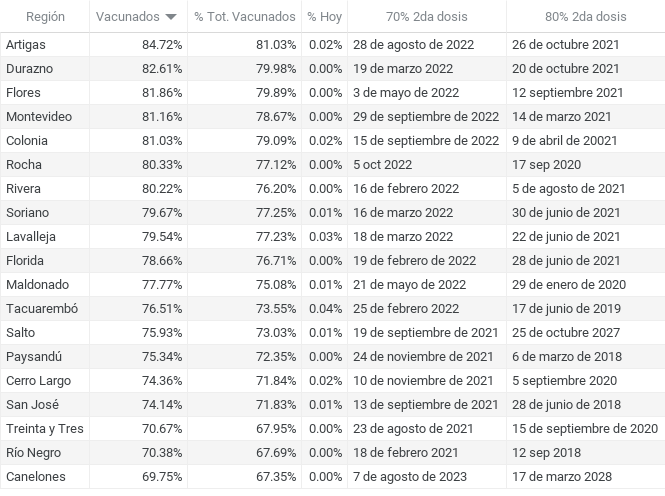 Región Vacunados % Tot. Vacunados % Hoy 70% 2da dosis 80% 2da dosis
Artigas 84.72% 81.03% 0.02% 28 de agosto de 2022 26 de octubre 2021
Durazno 82.61% 79.98% 0.00% 19 de marzo 2022 20 de octubre 2021
Flores 81.86% 79.89% 0.00% 3 de mayo de 2022 12 septiembre 2021
Montevideo 81.16% 78.67% 0.00% 29 de septiembre de 2022 14 de marzo 2021
Colonia 81.03% 79.09% 0.02% 15 de septiembre de 2022 9 de abril de 20021
Rocha 80.33% 77.12% 0.00% 5 oct 2022 17 sep 2020
Rivera 80.22% 76.20% 0.00% 16 de febrero 2022 5 de agosto de 2021
Soriano 79.67% 77.25% 0.01% 16 de marzo 2022 30 de junio de 2021
Lavalleja 79.54% 77.23% 0.03% 18 de marzo 2022 22 de junio de 2021
Florida 78.66% 76.71% 0.00% 19 de febrero de 2022 28 de junio de 2021
Maldonado 77.77% 75.08% 0.01% 21 de mayo de 2022 29 de enero de 2020
Tacuarembó 76.51% 73.55% 0.04% 25 de febrero 2022 17 de junio de 2019
Salto 75.93% 73.03% 0.01% 19 de septiembre de 2021 25 de octubre 2027
Paysandú 75.34% 72.35% 0.00% 24 de noviembre de 2021 6 de marzo de 2018
Cerro Largo 74.36% 71.84% 0.02% 10 de noviembre de 2021 5 septiembre 2020
San José 74.14% 71.83% 0.01% 13 de septiembre de 2021 28 de junio de 2018
Treinta y Tres 70.67% 67.95% 0.00% 23 de agosto de 2021 15 de septiembre de 2020
Río Negro 70.38% 67.69% 0.00% 18 de febrero 2021 12 sep 2018
Canelones 69.75% 67.35% 0.00% 7 de agosto de 2023 17 de marzo 2028